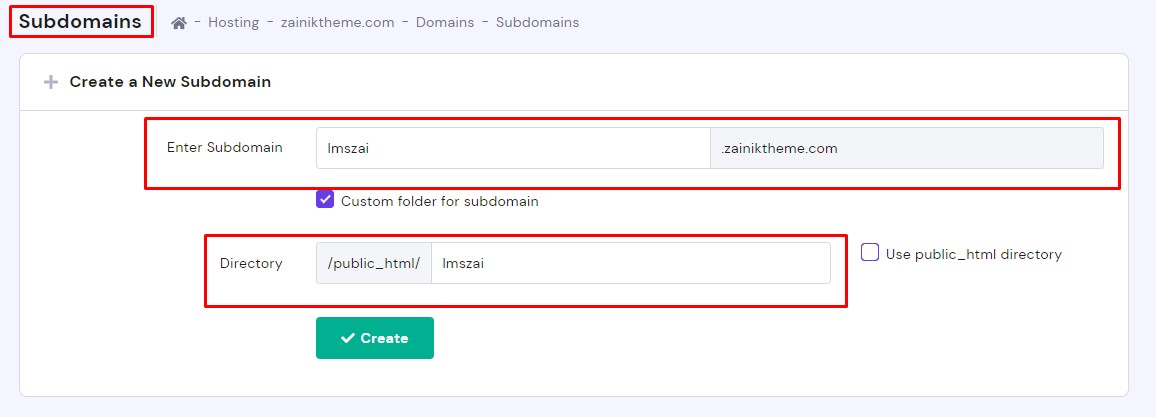 Subdomains - Hosting - zainiktheme.com - Domains - Subdomains
Create a New Subdomain
Enter Subdomain lmszai .zainiktheme.com
Custom folder for subdomain
Directory /public_html/ lmszai Use public_html directory
Create